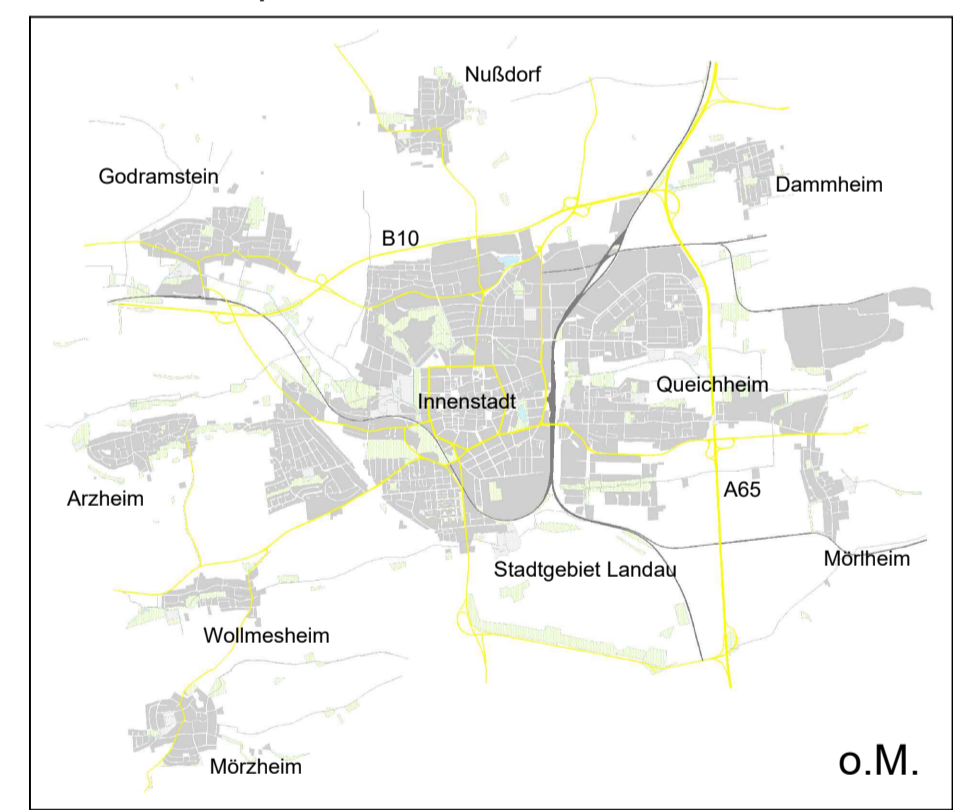 Nußdorf
Godramstein
Dammheim
B10
Queichheim
Innenstadt
Arzheim
A65
Mörlheim
Stadtgebiet Landau
Wollmesheim
Mörzheim
o.M.